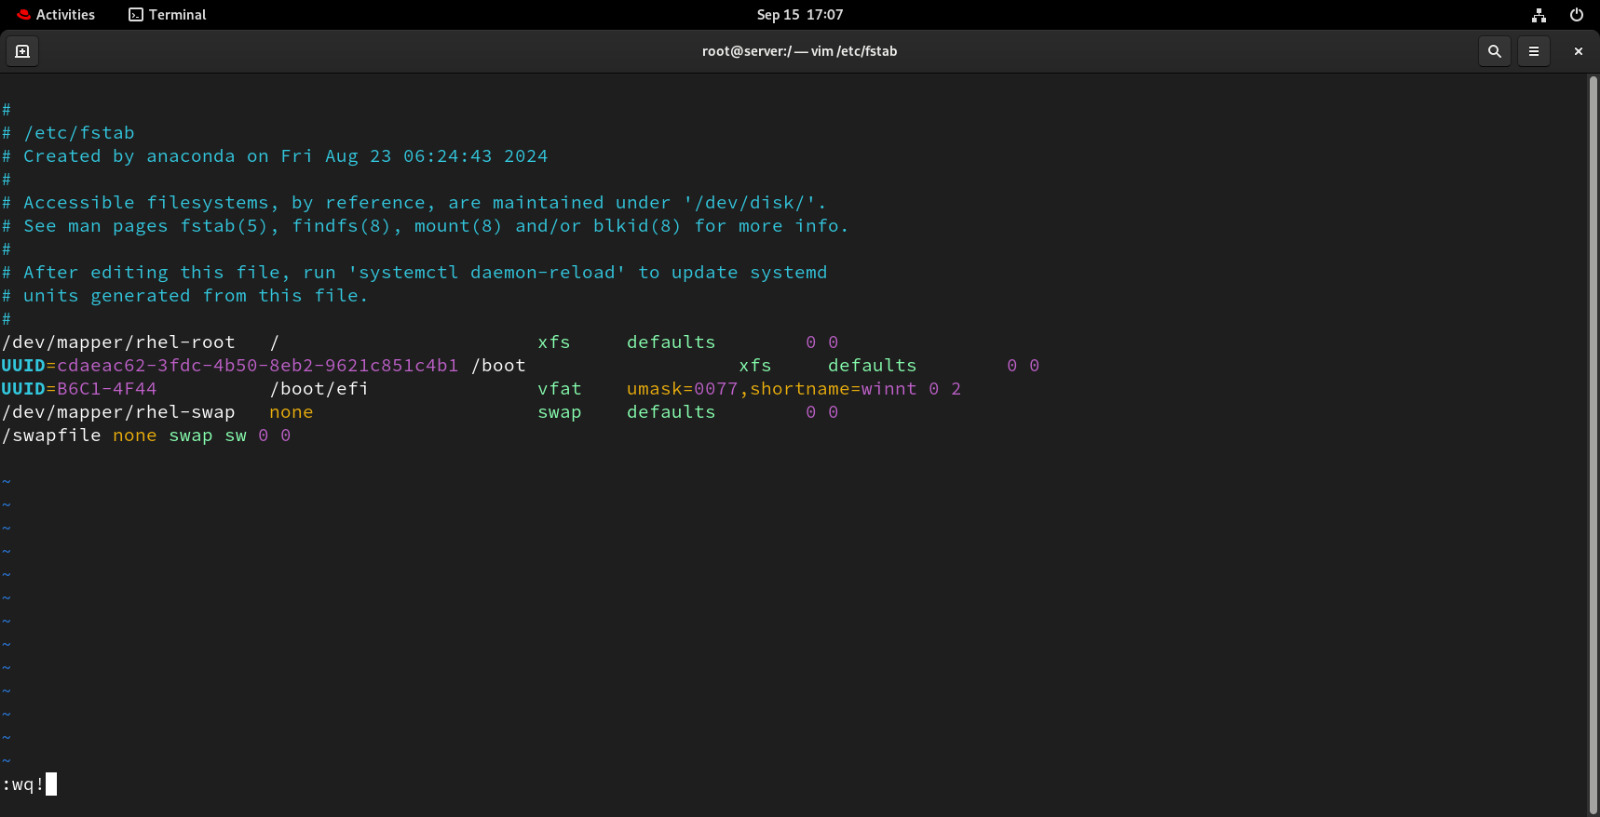 Activities Terminal Sep 15 17:07
root@server:/ — vim /etc/fstab
#
# /etc/fstab
# Created by anaconda on Fri Aug 23 06:24:43 2024
#
# Accessible filesystems, by reference, are maintained under '/dev/disk/'.
# See man pages fstab(5), findfs(8), mount(8) and/or blkid(8) for more info.
#
# After editing this file, run 'systemctl daemon-reload' to update systemd
# units generated from this file.
#
/dev/mapper/rhel-root   /                       xfs     defaults        0 0
UUID=cdaeac62-3fdc-4b50-8eb2-9621c851c4b1 /boot                   xfs     defaults        0 0
UUID=B6C1-4F44          /boot/efi               vfat    umask=0077,shortname=winnt 0 2
/dev/mapper/rhel-swap   none                    swap    defaults        0 0
/swapfile none swap sw 0 0
~
~
~
~
~
~
~
~
~
~
~
~
~
:wq!